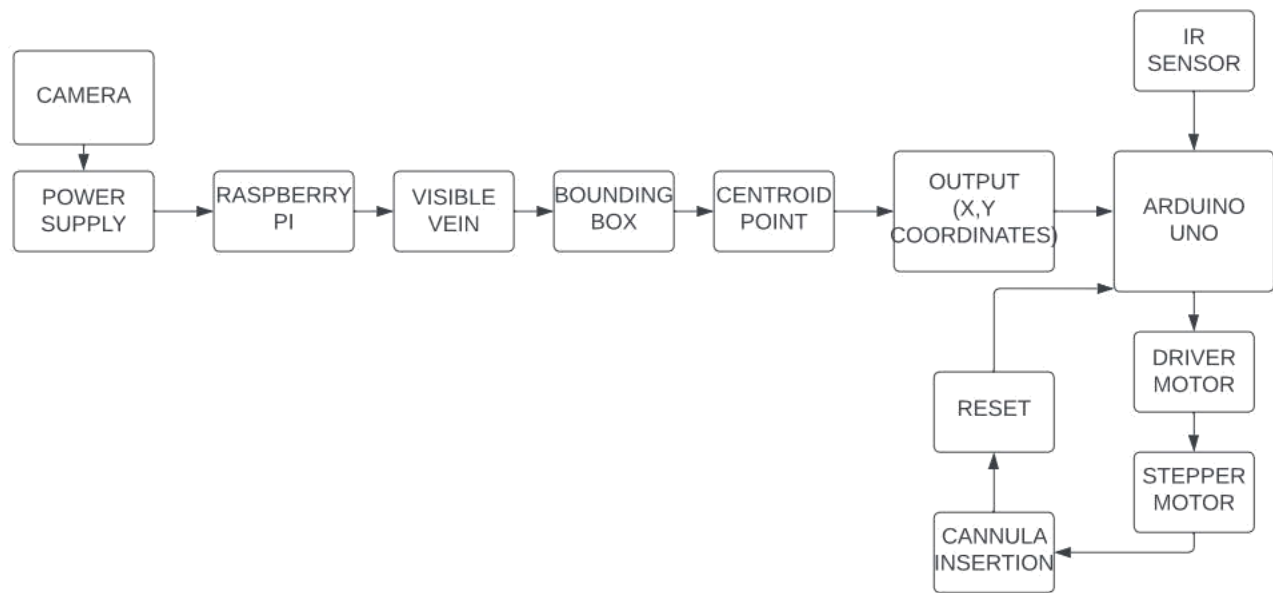 CAMERA
POWER
SUPPLY
RASPBERRY
PI
VISIBLE
VEIN
BOUNDING
BOX
CENTROID
POINT
OUTPUT
(X,Y
COORDINATES)
IR
SENSOR
ARDUINO
UNO
DRIVER
MOTOR
STEPPER
MOTOR
CANNULA
INSERTION
RESET